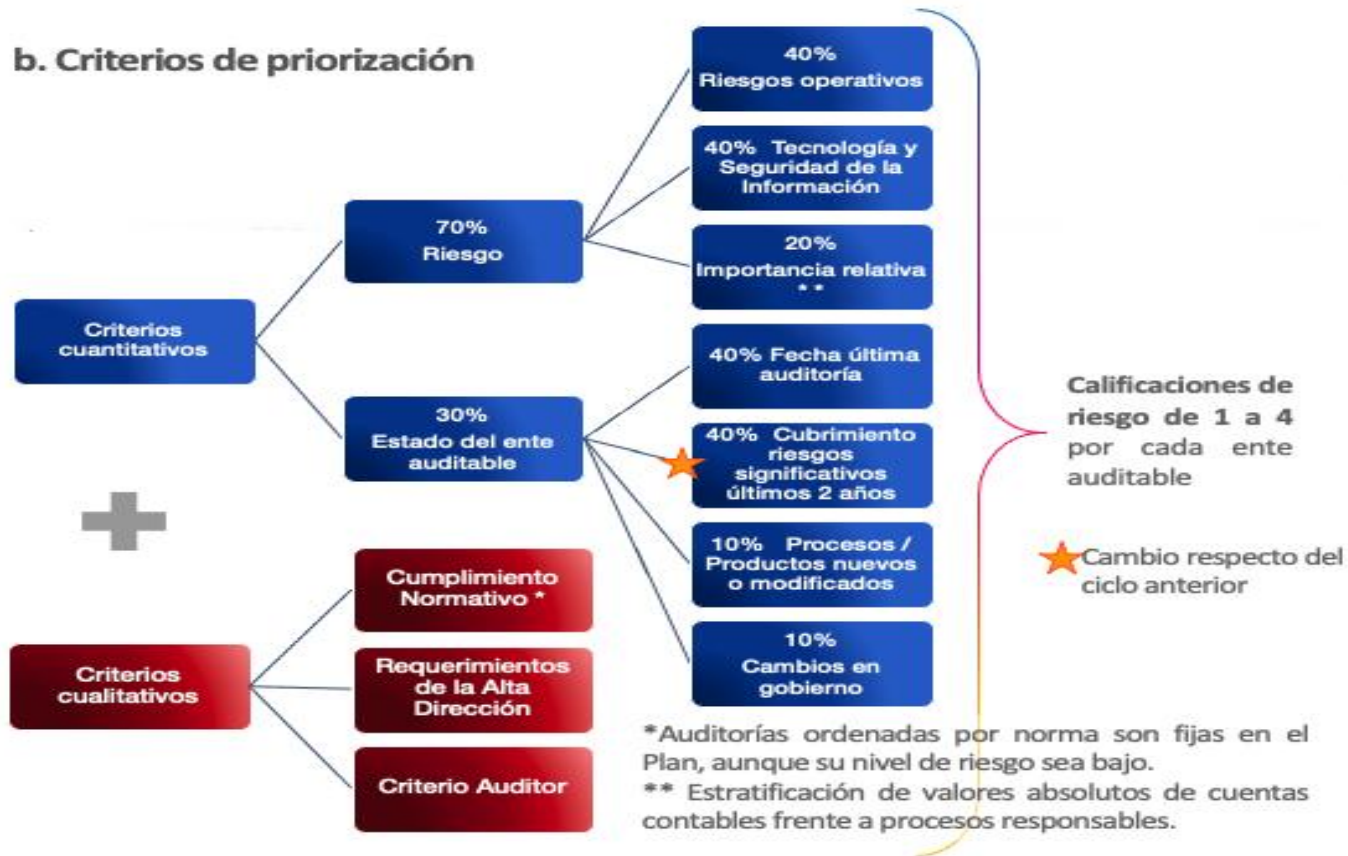 b. Criterios de priorización
Criterios
cuantitativos
70%
Riesgo
40%
Riesgos operativos
40% Tecnología y
Seguridad de la
Información
20%
Importancia relativa
* *
30%
Estado del ente
auditable
40% Fecha última
auditoría
40% Cubrimiento
riesgos
significativos
últimos 2 años
10% Procesos /
Productos nuevos
o modificados
10%
Cambios en
gobierno
Criterios
cualitativos
Cumplimiento
Normativo *
Requerimientos
de la Alta
Dirección
Criterio Auditor
Calificaciones de
riesgo de 1 a 4
por cada ente
auditable
Cambio respecto del
ciclo anterior
*Auditorías ordenadas por norma son fijas en el
Plan, aunque su nivel de riesgo sea bajo.
** Estratificación de valores absolutos de cuentas
contables frente a procesos responsables.